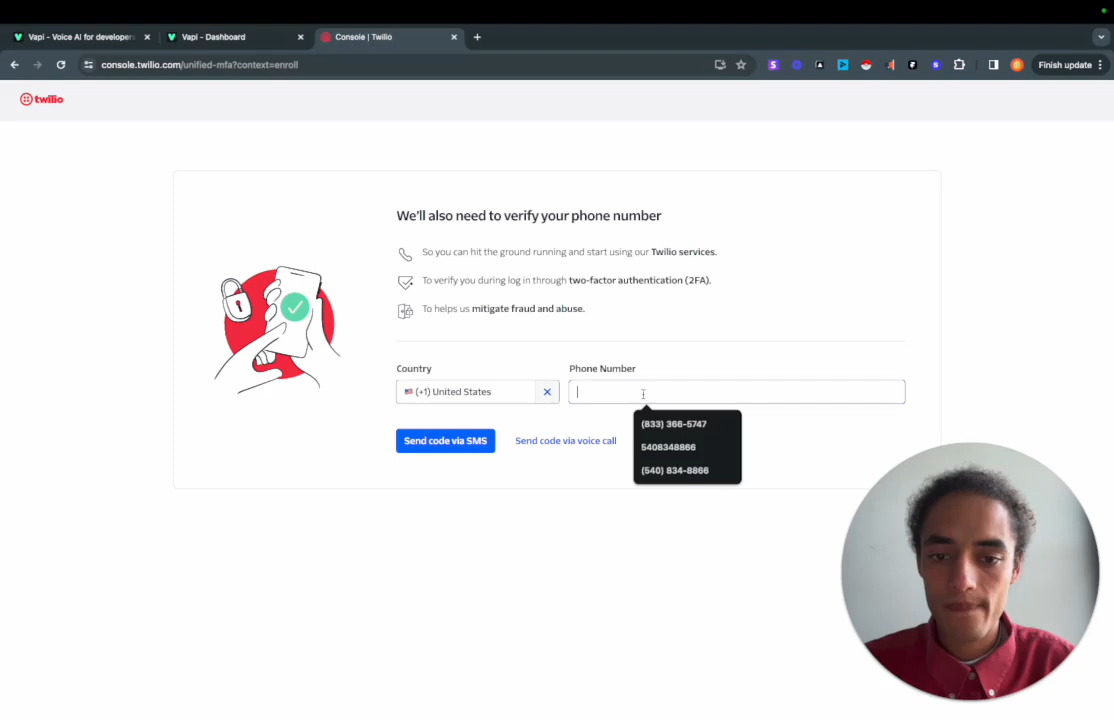 Vapi - Voice AI for developers
Vapi - Dashboard
Console | Twilio
console.twilio.com/unified-mfa?context=enroll
Finish update
twilio
We'll also need to verify your phone number
So you can hit the ground running and start using our Twilio services.
To verify you during log in through two-factor authentication (2FA).
To helps us mitigate fraud and abuse.
Country
Phone Number
(+1) United States
Send code via SMS
Send code via voice call
(833) 366-5747
5408348866
(540) 834-8866